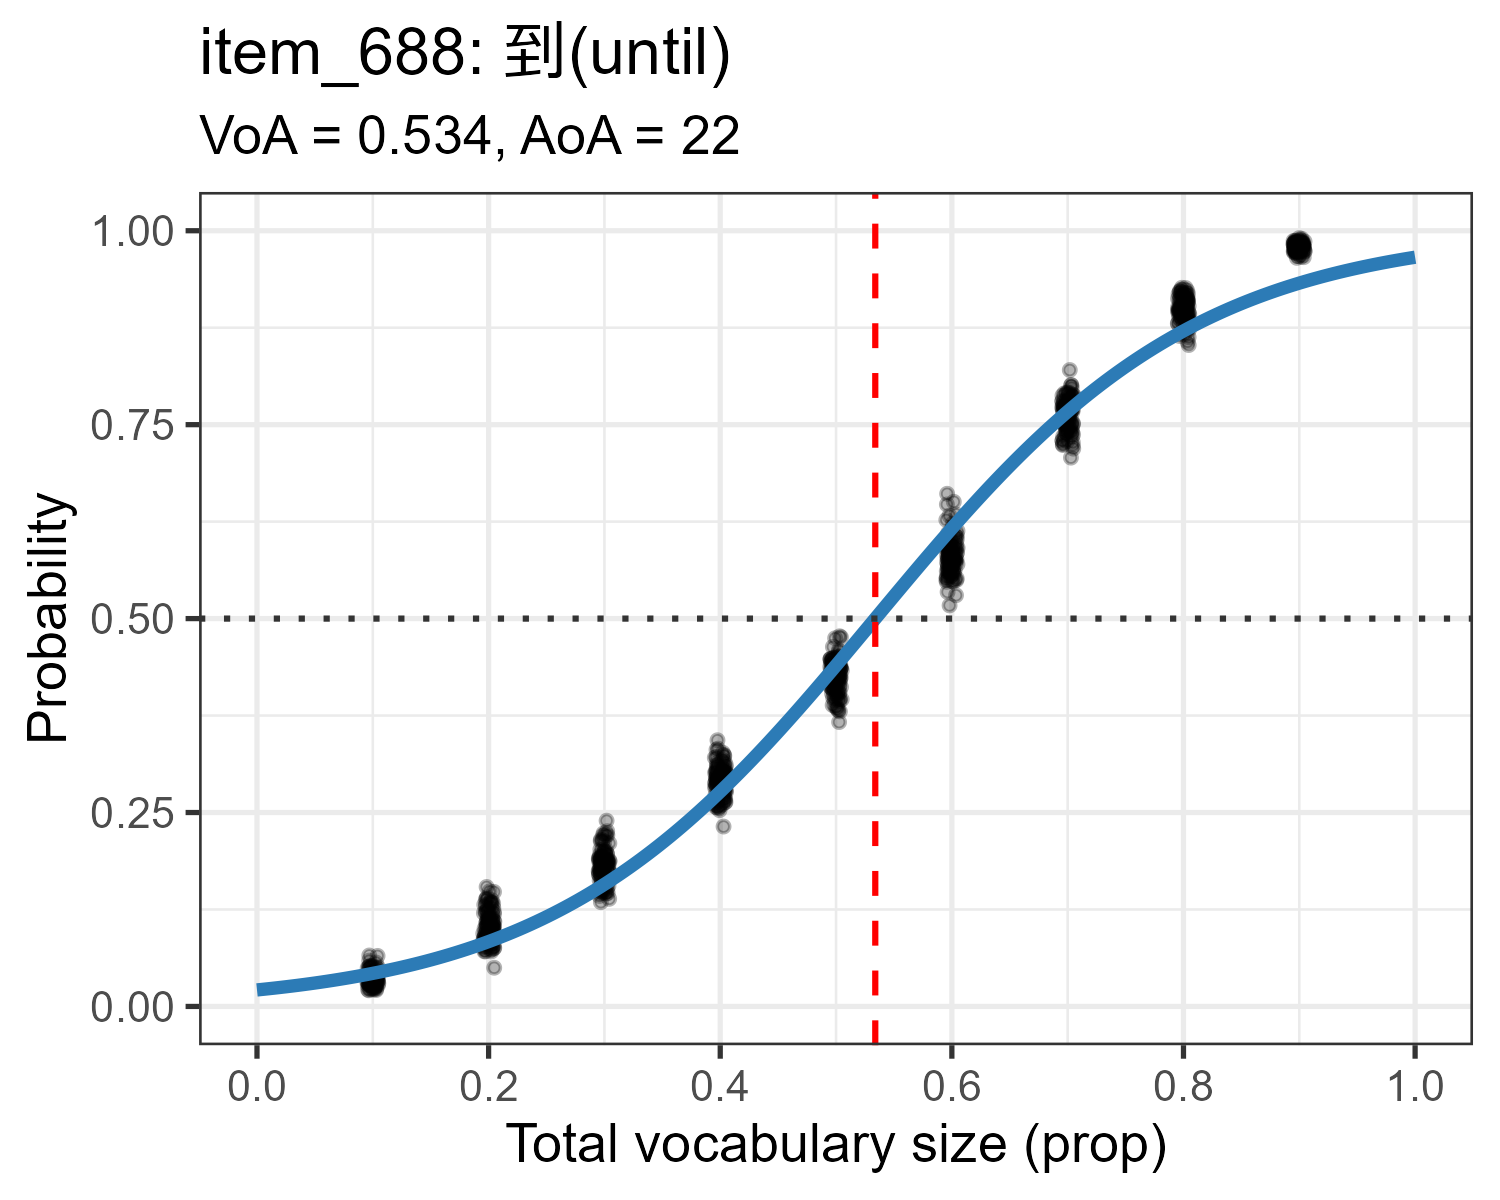 item_688: 到(until)
VoA = 0.534, AoA = 22
1.00
0.75
0.50
0.25
0.00
Probability
0.0 0.2 0.4 0.6 0.8 1.0
Total vocabulary size (prop)